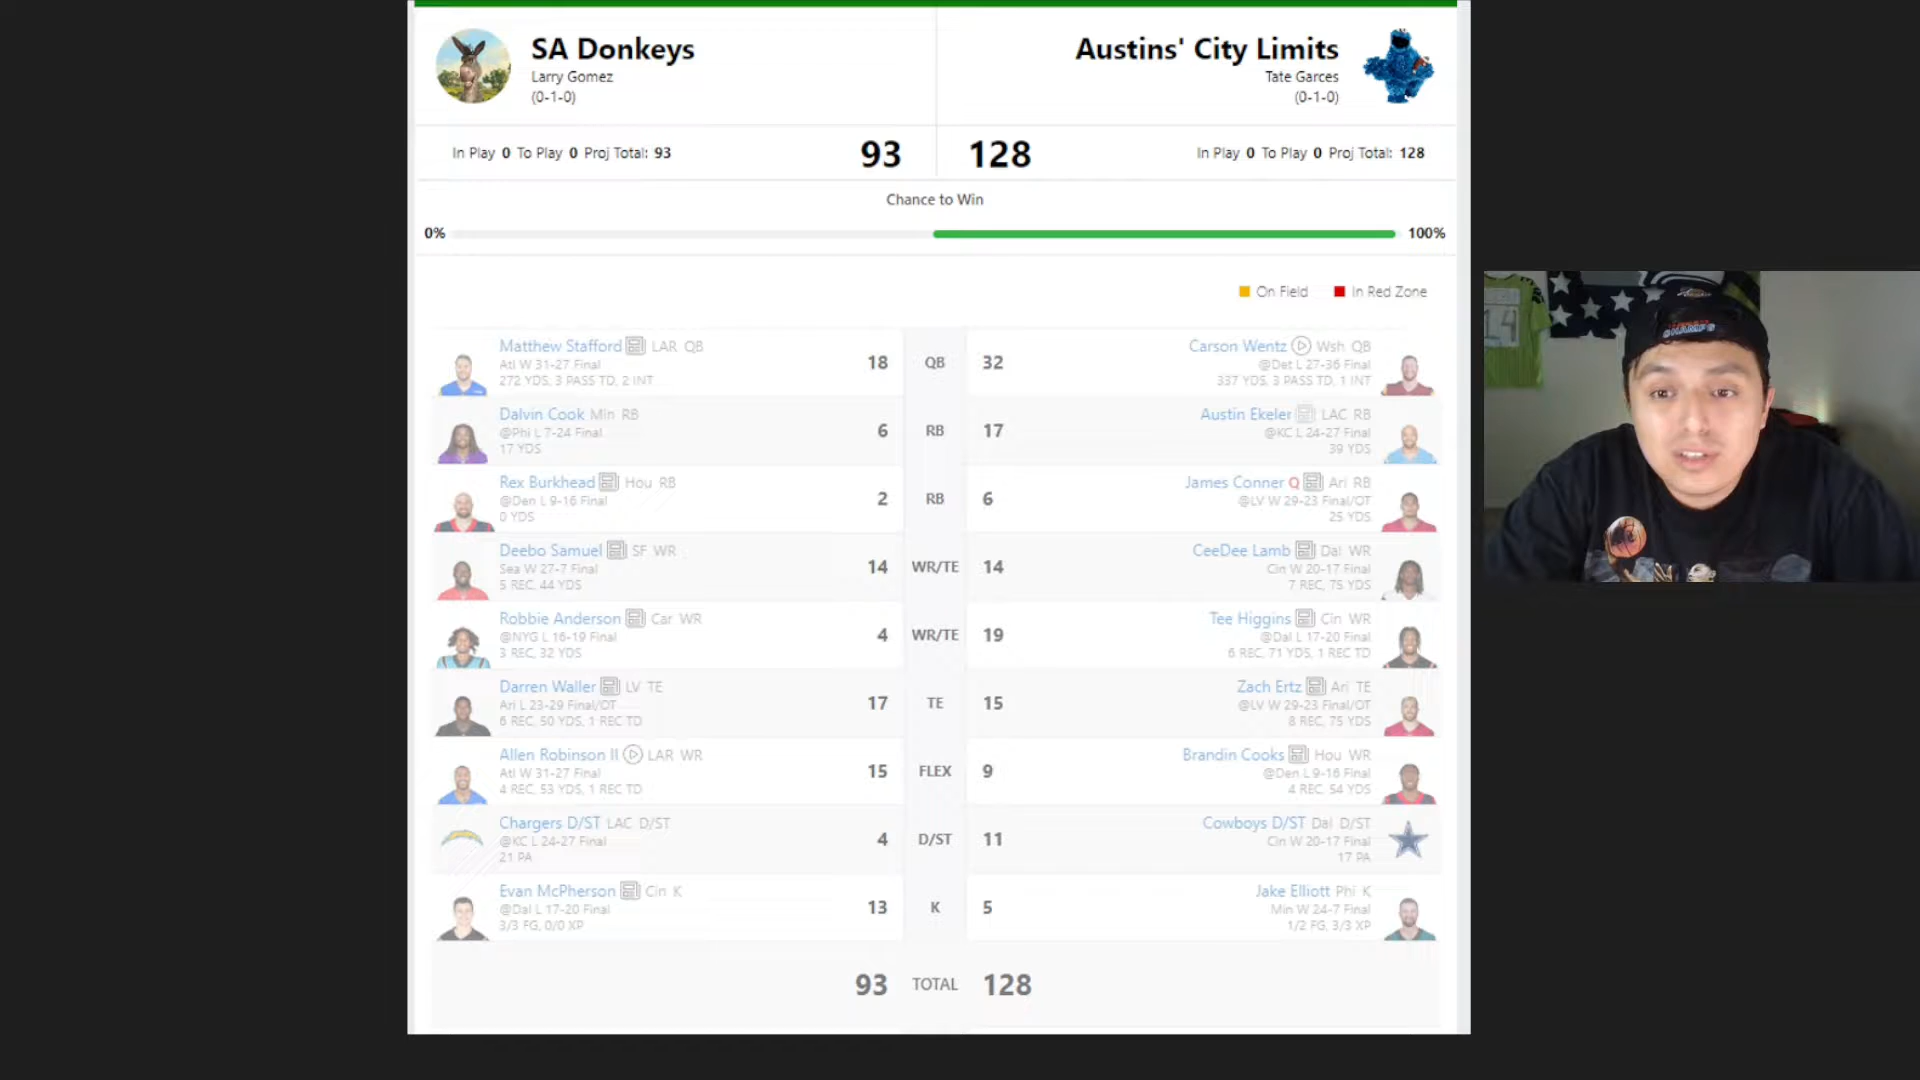 SA Donkeys
Larry Gomez
(0-1-0)
Austins' City Limits
Tate Garces
(0-1-0)
In Play 0 To Play 0 Proj Total: 93
93
128
In Play 0 To Play 0 Proj Total: 128
Chance to Win
0%
100%
On Field
In Red Zone
Matthew Stafford LAR QB
Atl W 31-27 Final
272 YDS, 3 PASS TD, 2 INT
18
QB
32
Carson Wentz Wsh QB
@Det L 27-36 Final
337 YDS, 3 PASS TD, 1 INT
Dalvin Cook Min RB
@Phi L 7-24 Final
17 YDS
6
RB
17
Austin Ekeler LAC RB
@KC L 24-27 Final
39 YDS
Rex Burkhead Hou RB
@Den L 9-16 Final
0 YDS
2
RB
6
James Conner Q Ari RB
@LV W 29-23 Final/OT
25 YDS
Deebo Samuel SF WR
Sea W 27-7 Final
5 REC, 44 YDS
14
WR/TE
14
CeeDee Lamb Dal WR
Cin W 20-17 Final
7 REC, 75 YDS
Robbie Anderson Car WR
@NYG L 16-19 Final
3 REC, 32 YDS
4
WR/TE
19
Tee Higgins Cin WR
@Dal L 17-20 Final
6 REC, 71 YDS, 1 REC TD
Darren Waller LV TE
Ari L 23-29 Final/OT
6 REC, 50 YDS, 1 REC TD
17
TE
15
Zach Ertz Ari TE
@LV W 29-23 Final/OT
8 REC, 75 YDS
Allen Robinson II LAR WR
Atl W 31-27 Final
4 REC, 53 YDS, 1 REC TD
15
FLEX
9
Brandin Cooks Hou WR
@Den L 9-16 Final
4 REC, 54 YDS
Chargers D/ST LAC D/ST
@KC L 24-27 Final
21 PA
4
D/ST
11
Cowboys D/ST Dal D/ST
Cin W 20-17 Final
17 PA
Evan McPherson Cin K
@Dal L 17-20 Final
3/3 FG, 0/0 XP
13
K
5
Jake Elliott Phi K
Min W 24-7 Final
1/2 FG, 3/3 XP
93
TOTAL
128
14
CHAMPS